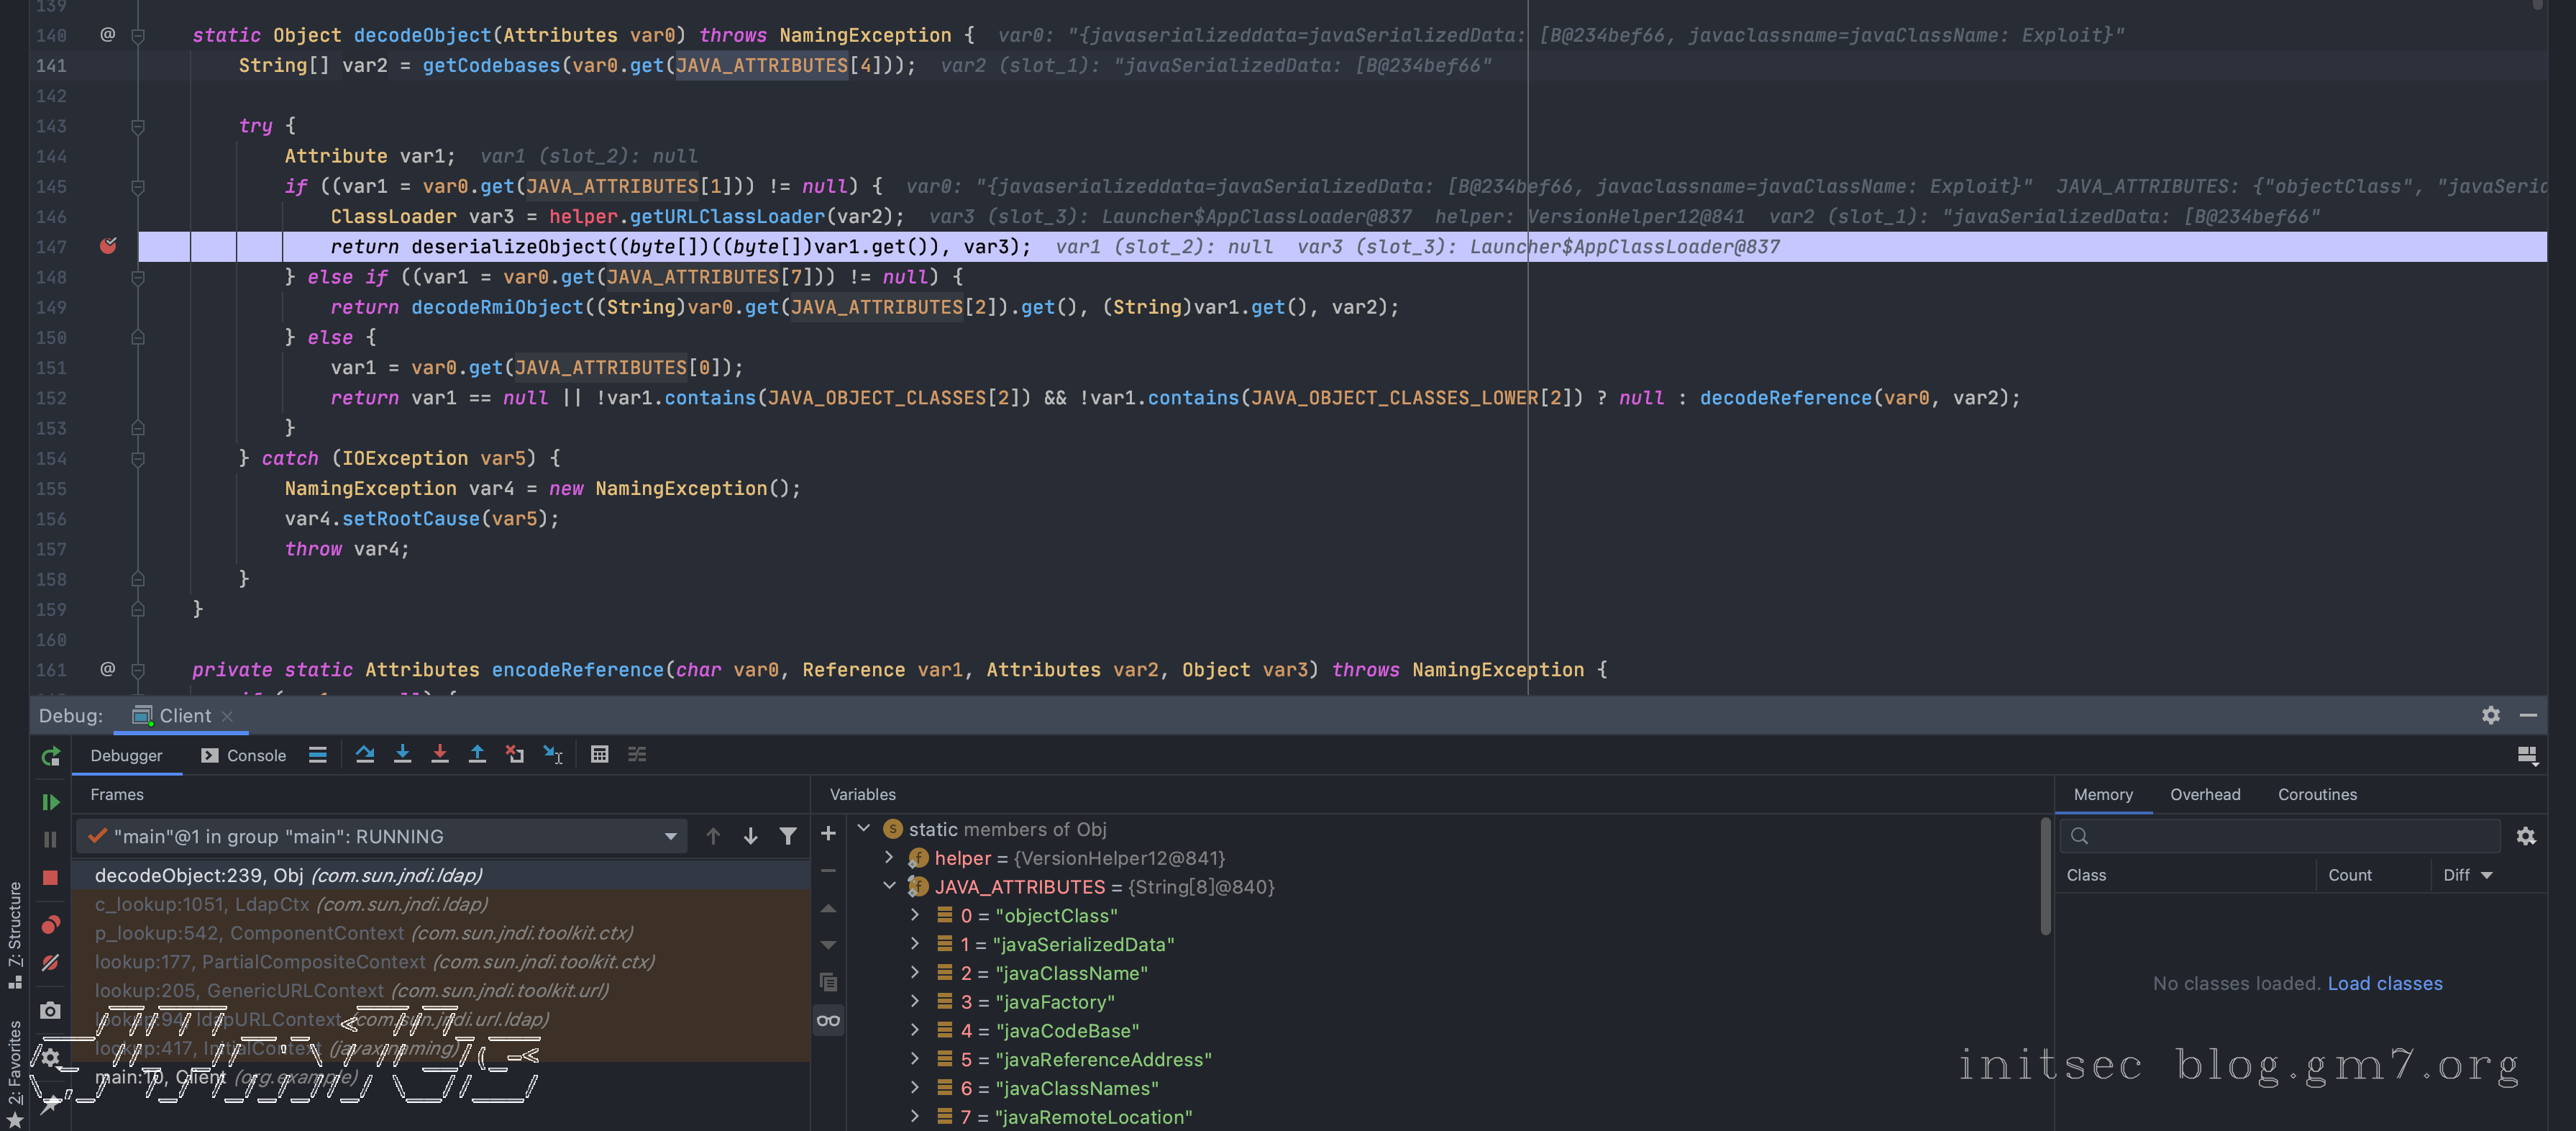 139
140 @ static Object decodeObject(Attributes var0) throws NamingException { var0: "{javaserializeddata=javaSerializedData: [B@234bef66, javaclassname=javaClassName: Exploit}"
141 String[] var2 = getCodebases(var0.get(JAVA_ATTRIBUTES[4])); var2 (slot_1): "javaSerializedData: [B@234bef66"
142
143 try {
144 Attribute var1; var1 (slot_2): null
145 if ((var1 = var0.get(JAVA_ATTRIBUTES[1])) != null) { var0: "{javaserializeddata=javaSerializedData: [B@234bef66, javaclassname=javaClassName: Exploit}" JAVA_ATTRIBUTES: {"objectClass", "javaSeria
146 ClassLoader var3 = helper.getURLClassLoader(var2); var3 (slot_3): Launcher$AppClassLoader@837 helper: VersionHelper12@841 var2 (slot_1): "javaSerializedData: [B@234bef66"
147 return deserializeObject((byte[])((byte[])var1.get()), var3); var1 (slot_2): null var3 (slot_3): Launcher$AppClassLoader@837
148 } else if ((var1 = var0.get(JAVA_ATTRIBUTES[7])) != null) {
149 return decodeRmiObject((String)var0.get(JAVA_ATTRIBUTES[2]).get(), (String)var1.get(), var2);
150 } else {
151 var1 = var0.get(JAVA_ATTRIBUTES[0]);
152 return var1 == null || !var1.contains(JAVA_OBJECT_CLASSES[2]) && !var1.contains(JAVA_OBJECT_CLASSES_LOWER[2]) ? null : decodeReference(var0, var2);
153 }
154 } catch (IOException var5) {
155 NamingException var4 = new NamingException();
156 var4.setRootCause(var5);
157 throw var4;
158 }
159 }
160
161 @ private static Attributes encodeReference(char var0, Reference var1, Attributes var2, Object var3) throws NamingException {
Debug: Client
Debugger Console
Frames Variables Memory Overhead Coroutines
"main"@1 in group "main": RUNNING
decodeObject:239, Obj (com.sun.jndi.ldap)
c_lookup:1051, LdapCtx (com.sun.jndi.ldap)
p_lookup:542, ComponentContext (com.sun.jndi.toolkit.ctx)
lookup:177, PartialCompositeContext (com.sun.jndi.toolkit.ctx)
lookup:205, GenericURLContext (com.sun.jndi.toolkit.url)
lookup:94, ldapURLContext (com.sun.jndi.url.ldap)
lookup:417, InitialContext (javax.naming)
main:10, Client (org.example)
static members of Obj
helper = {VersionHelper12@841}
JAVA_ATTRIBUTES = {String[8]@840}
0 = "objectClass"
1 = "javaSerializedData"
2 = "javaClassName"
3 = "javaFactory"
4 = "javaCodeBase"
5 = "javaReferenceAddress"
6 = "javaClassNames"
7 = "javaRemoteLocation"
Class Count Diff
No classes loaded. Load classes
7: Structure
2: Favorites
initsec blog.gm7.org